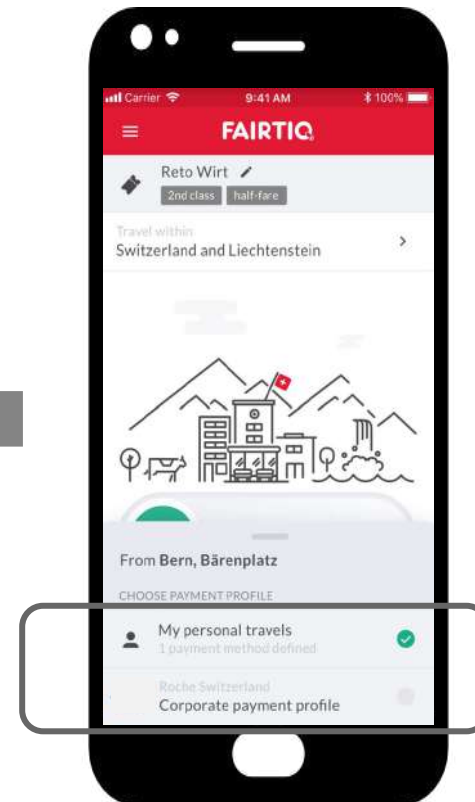 Carrier 9:41 AM 100%
FAIRTIQ
Reto Wirt
2nd class half-fare
Travel within
Switzerland and Liechtenstein
From Bern, Bärenplatz
CHOOSE PAYMENT PROFILE
My personal travels
1 payment method defined
Roche Switzerland
Corporate payment profile